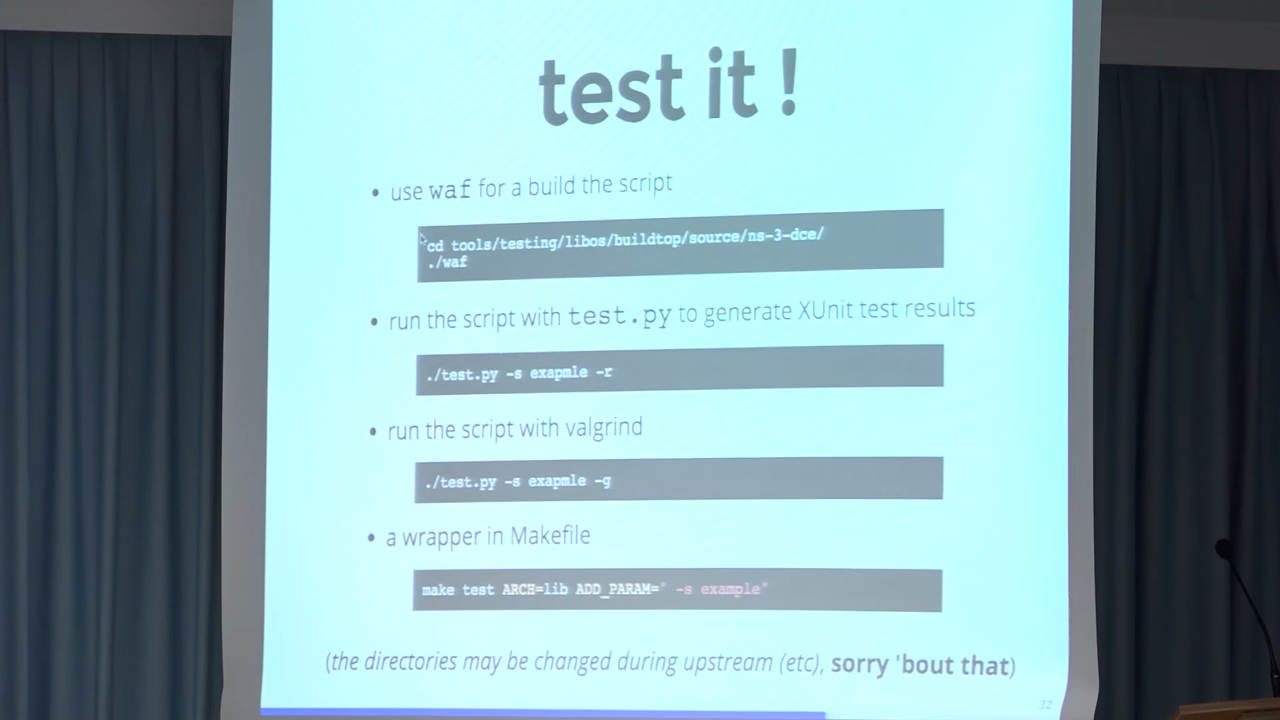 test it !
• use waf for a build the script
cd tools/testing/libos/buildtop/source/ns-3-dce/
./waf
• run the script with test.py to generate XUnit test results
./test.py -s exapmle -r
• run the script with valgrind
./test.py -s exapmle -g
• a wrapper in Makefile
make test ARCH=lib ADD_PARAM=" -s example"
(the directories may be changed during upstream (etc), sorry 'bout that)
32